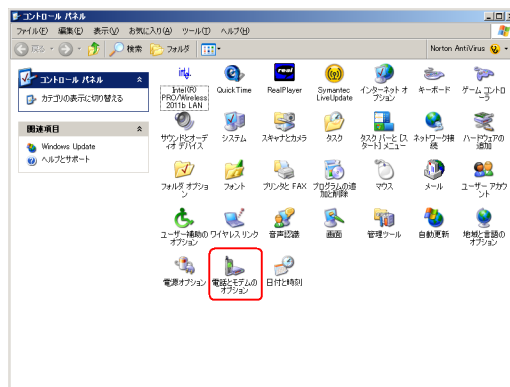 コントロール パネル
ファイル(F) 編集(E) 表示(V) お気に入り(A) ツール(T) ヘルプ(H)
戻る 検索 フォルダ Norton AntiVirus
コントロール パネル
カテゴリの表示に切り替える
関連項目
Windows Update
ヘルプとサポート
intel
Intel(R)
PRO/Wireless
2011b LAN
QuickTime
real
RealPlayer
Symantec
LiveUpdate
インターネット オ
プション
キーボード
ゲーム コントロ
ーラ
サウンドとオーデ
ィオ デバイス
システム
スキャナとカメラ
タスク
タスク バーと [ス
タート] メニュー
ネットワーク接
続
ハードウェアの
追加
フォルダ オプショ
ン
フォント
プリンタと FAX
プログラムの追
加と削除
マウス
メール
ユーザー アカウ
ント
ユーザー補助の
オプション
ワイヤレス リンク
音声認識
画面
管理ツール
自動更新
地域と言語の
オプション
電源オプション
電話とモデムの
オプション
日付と時刻